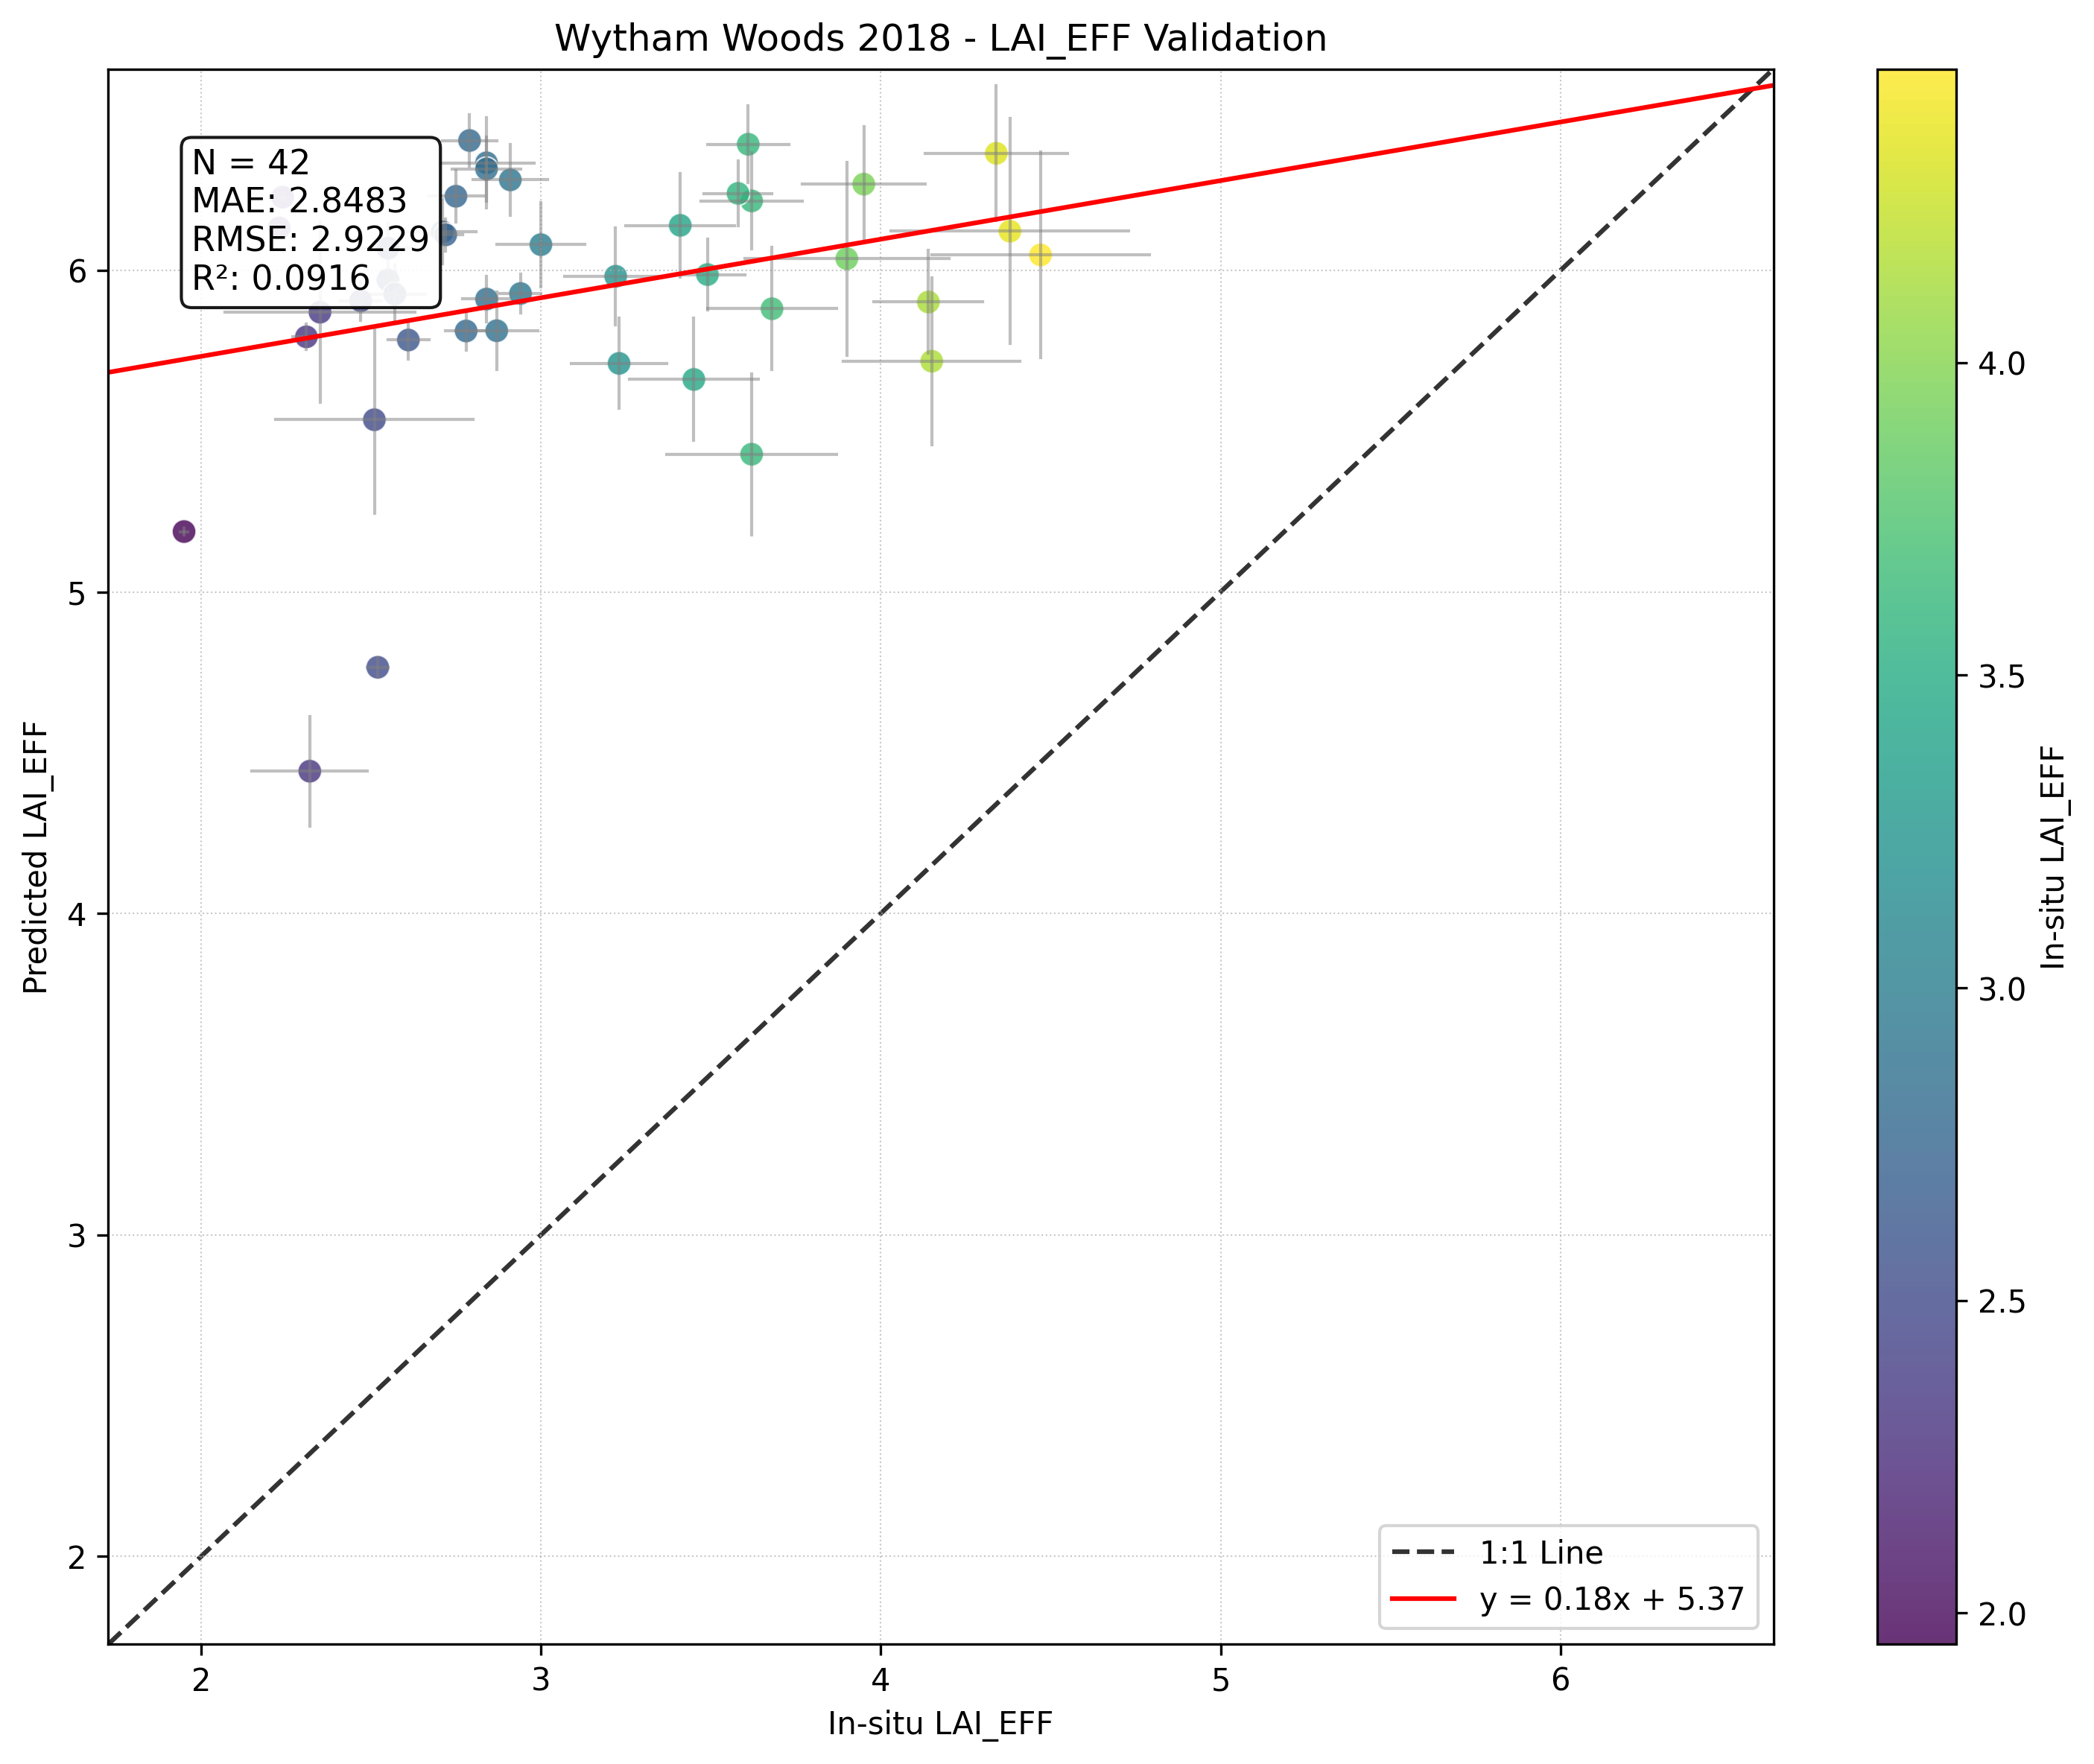 Wytham Woods 2018 - LAI_EFF Validation
N = 42
MAE: 2.8483
RMSE: 2.9229
R²: 0.0916
6
5
4
3
2
Predicted LAI_EFF
2
3
4
5
6
In-situ LAI_EFF
1:1 Line
y = 0.18x + 5.37
4.0
3.5
3.0
2.5
2.0
In-situ LAI_EFF